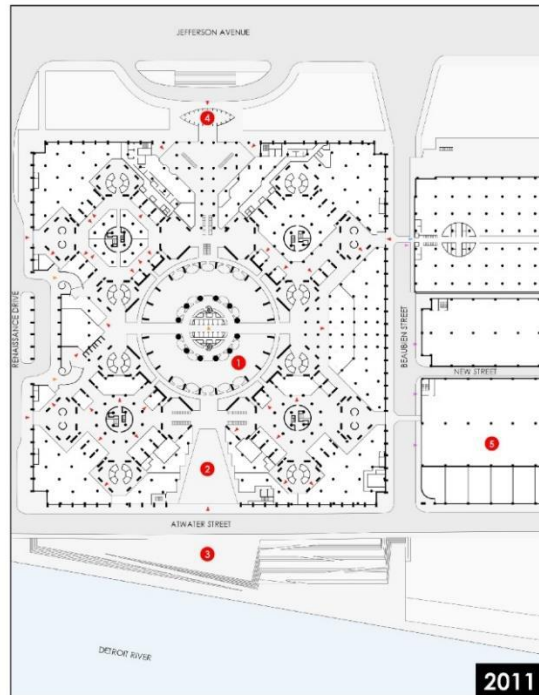 JEFFERSON AVENUE
4
RENAISSANCE DRIVE
BEAUBIEN STREET
1
NEW STREET
5
2
ATWATER STREET
3
DETROIT RIVER
2011